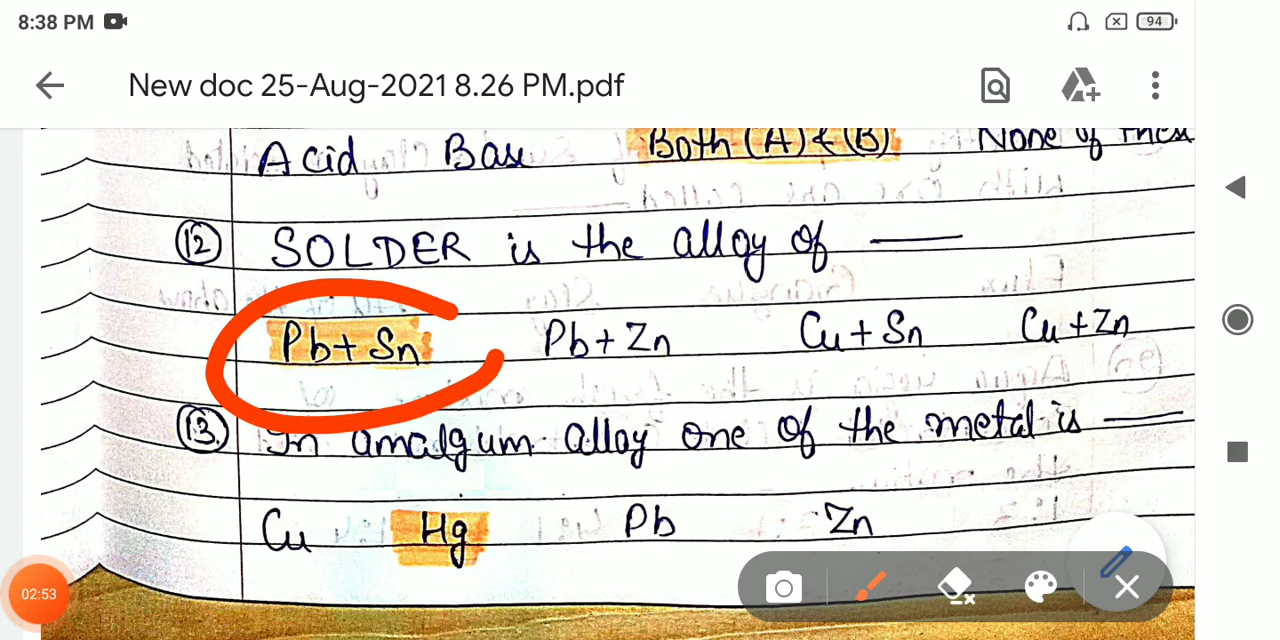 8:38 PM
94
New doc 25-Aug-2021 8.26 PM.pdf
Acid Base Both (A) & (B) None of these
(12) SOLDER is the alloy of ——
Pb + Sn Pb + Zn Cu + Sn Cu + Zn
(13) In amalgum alloy one of the metal is ——
Cu Hg Pb Zn
02:53